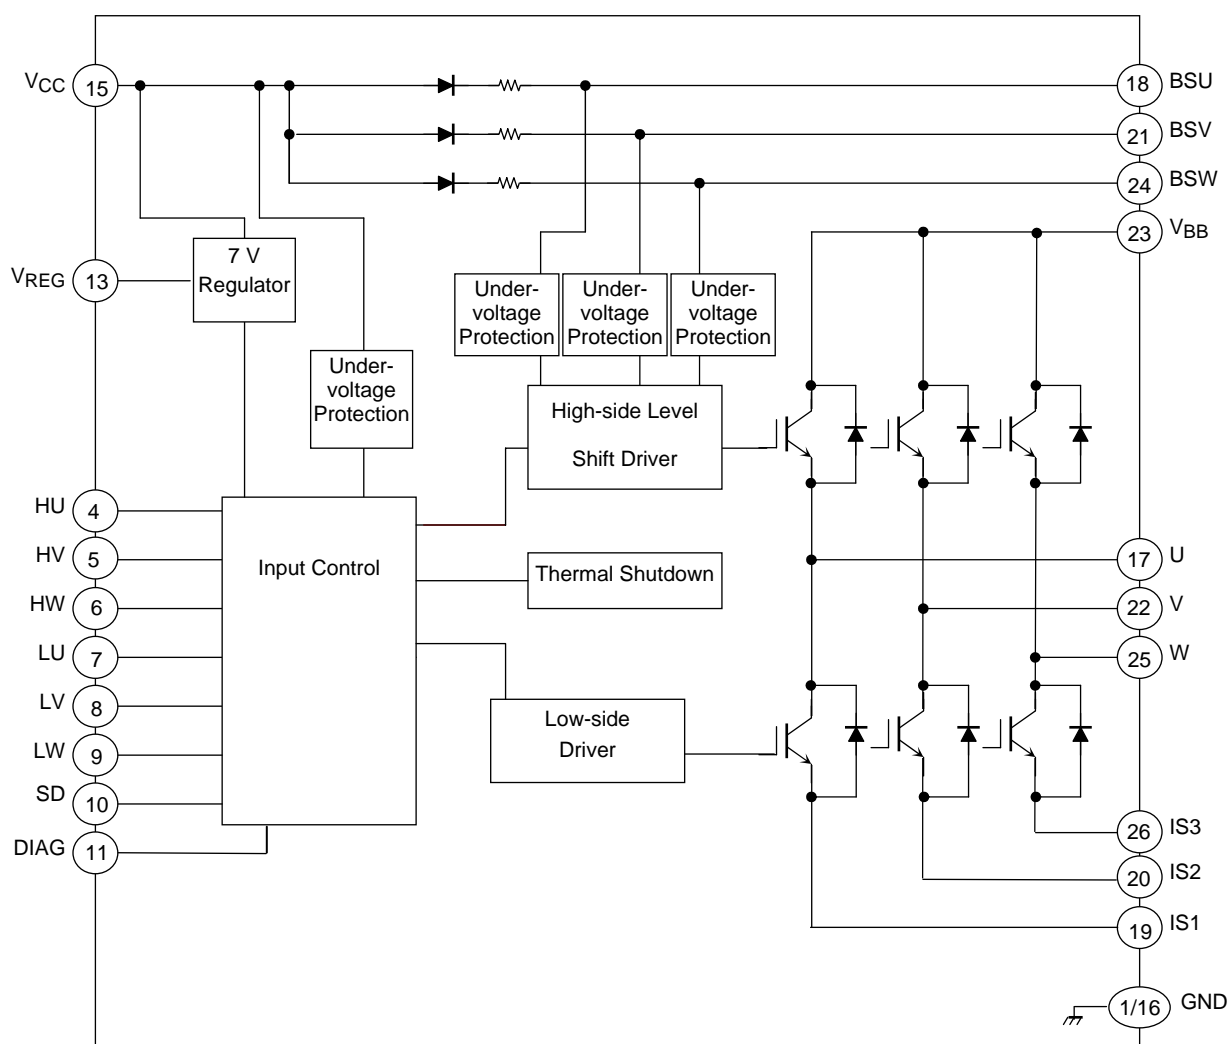 VCC 15
18 BSU
21 BSV
24 BSW
23 VBB
VREG 13
7 V
Regulator
Under-
voltage
Protection
Under-
voltage
Protection
Under-
voltage
Protection
Under-
voltage
Protection
High-side Level
Shift Driver
HU 4
HV 5
HW 6
LU 7
LV 8
LW 9
SD 10
DIAG 11
Input Control
Thermal Shutdown
Low-side
Driver
17 U
22 V
25 W
26 IS3
20 IS2
19 IS1
1/16 GND